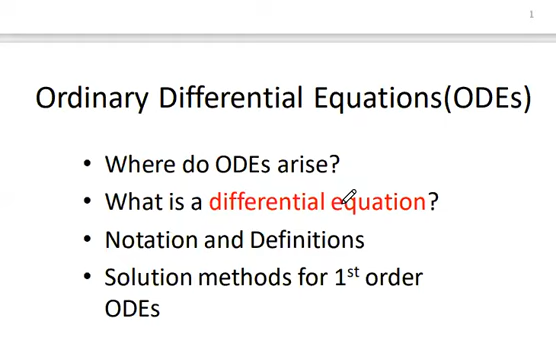 1
Ordinary Differential Equations(ODEs)
• Where do ODEs arise?
• What is a differential equation?
• Notation and Definitions
• Solution methods for 1st order
ODEs